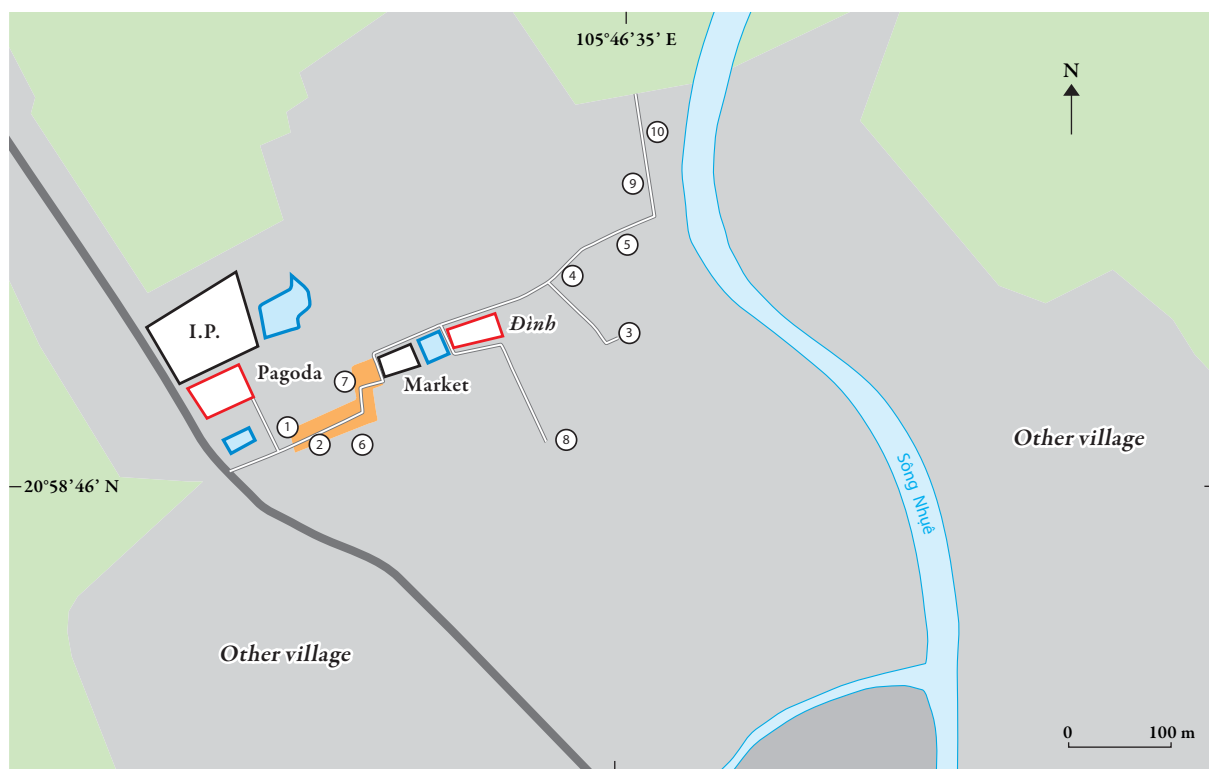 105°46’35’ E
N
10
9
5
4
I.P.
Đình
3
Pagoda
7
Market
1
2
6
8
Other village
20°58’46’ N
Sông Nhuệ
Other village
0 100 m